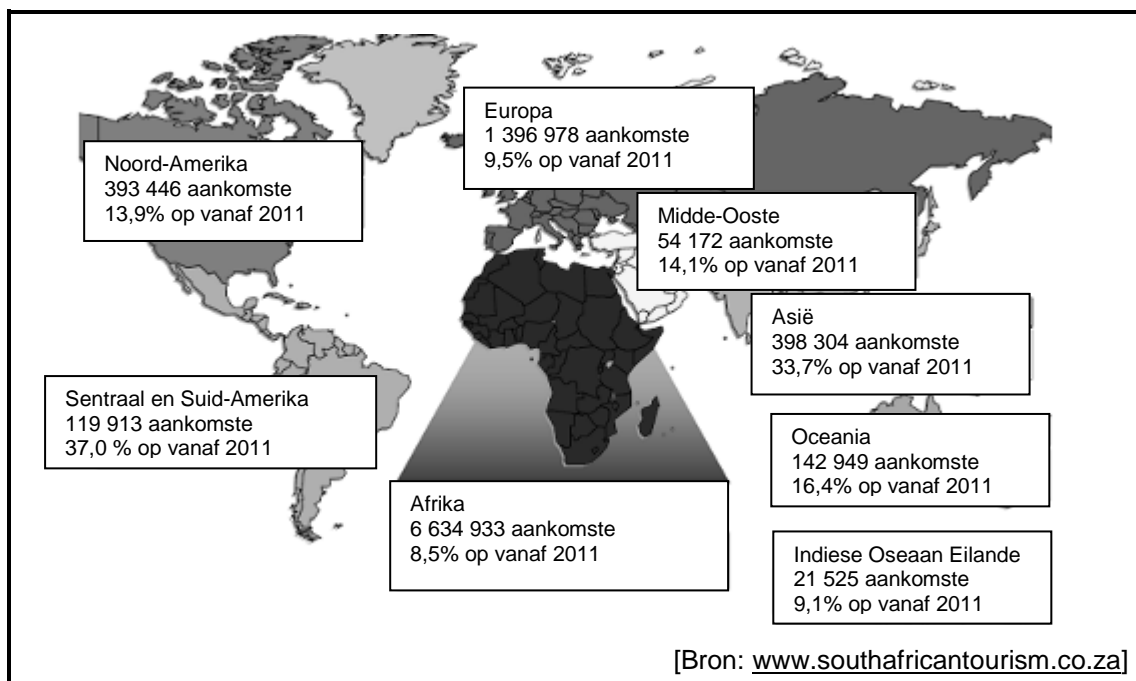 Europa
1 396 978 aankomste
9,5% op vanaf 2011
Noord-Amerika
393 446 aankomste
13,9% op vanaf 2011
Midde-Ooste
54 172 aankomste
14,1% op vanaf 2011
Asië
398 304 aankomste
33,7% op vanaf 2011
Sentraal en Suid-Amerika
119 913 aankomste
37,0 % op vanaf 2011
Oceania
142 949 aankomste
16,4% op vanaf 2011
Afrika
6 634 933 aankomste
8,5% op vanaf 2011
Indiese Oseaan Eilande
21 525 aankomste
9,1% op vanaf 2011
[Bron: www.southafricantourism.co.za]